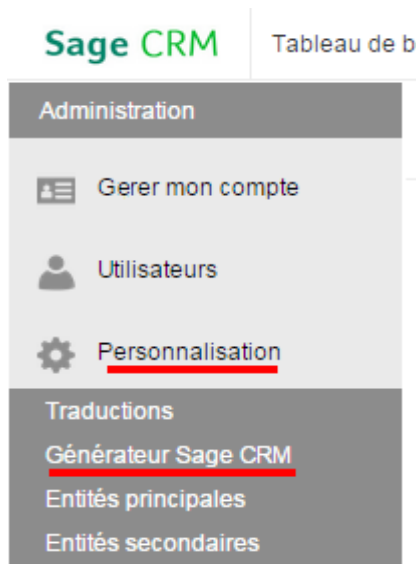 Sage CRM Tableau de b
Administration
Gerer mon compte
Utilisateurs
Personnalisation
Traductions
Générateur Sage CRM
Entités principales
Entités secondaires